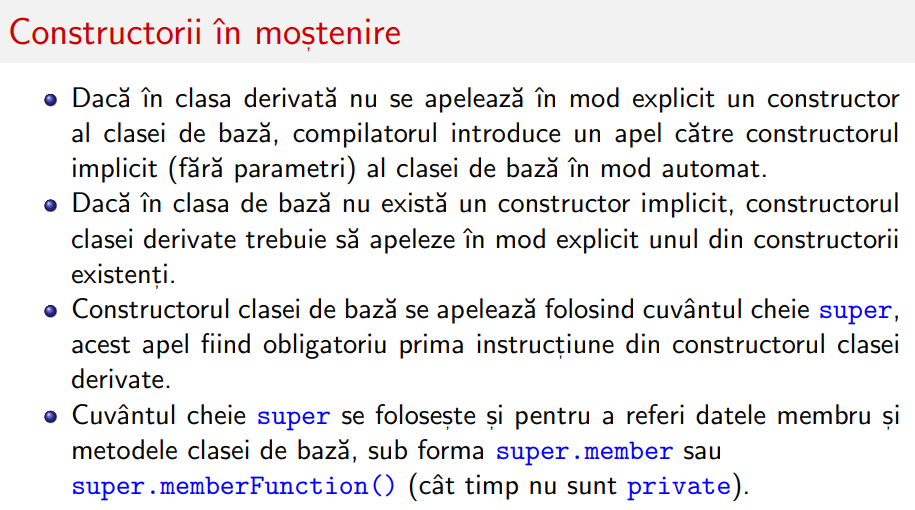 Constructorii în moștenire
Dacă în clasa derivată nu se apelează în mod explicit un constructor
al clasei de bază, compilatorul introduce un apel către constructorul
implicit (fără parametri) al clasei de bază în mod automat.
Dacă în clasa de bază nu există un constructor implicit, constructorul
clasei derivate trebuie să apeleze în mod explicit unul din constructorii
existenți.
Constructorul clasei de bază se apelează folosind cuvântul cheie super,
acest apel fiind obligatoriu prima instrucțiune din constructorul clasei
derivate.
Cuvântul cheie super se folosește și pentru a referi datele membru și
metodele clasei de bază, sub forma super.member sau
super.memberFunction() (cât timp nu sunt private).